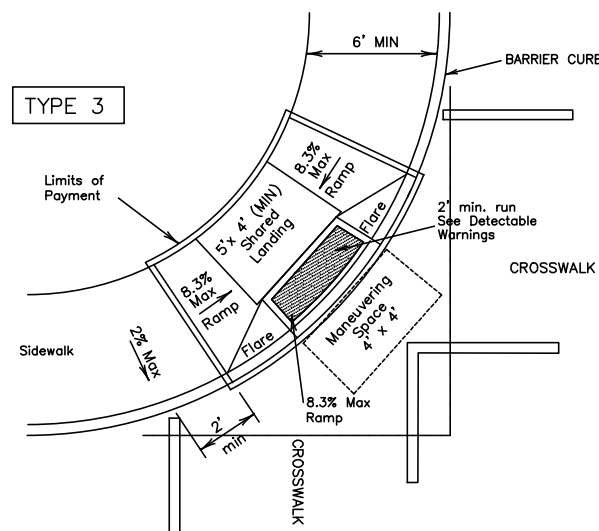 6' MIN
BARRIER CURB
TYPE 3
8.3%
Max
Ramp
Limits of
Payment
5'x 4' (MIN)
Shared
Landing
Flare
2' min. run
See Detectable
Warnings
8.3%
Max
Ramp
CROSSWALK
Maneuvering
Space
4' x 4'
Sidewalk
2% Max
Flare
8.3% Max
Ramp
2'
min
CROSSWALK